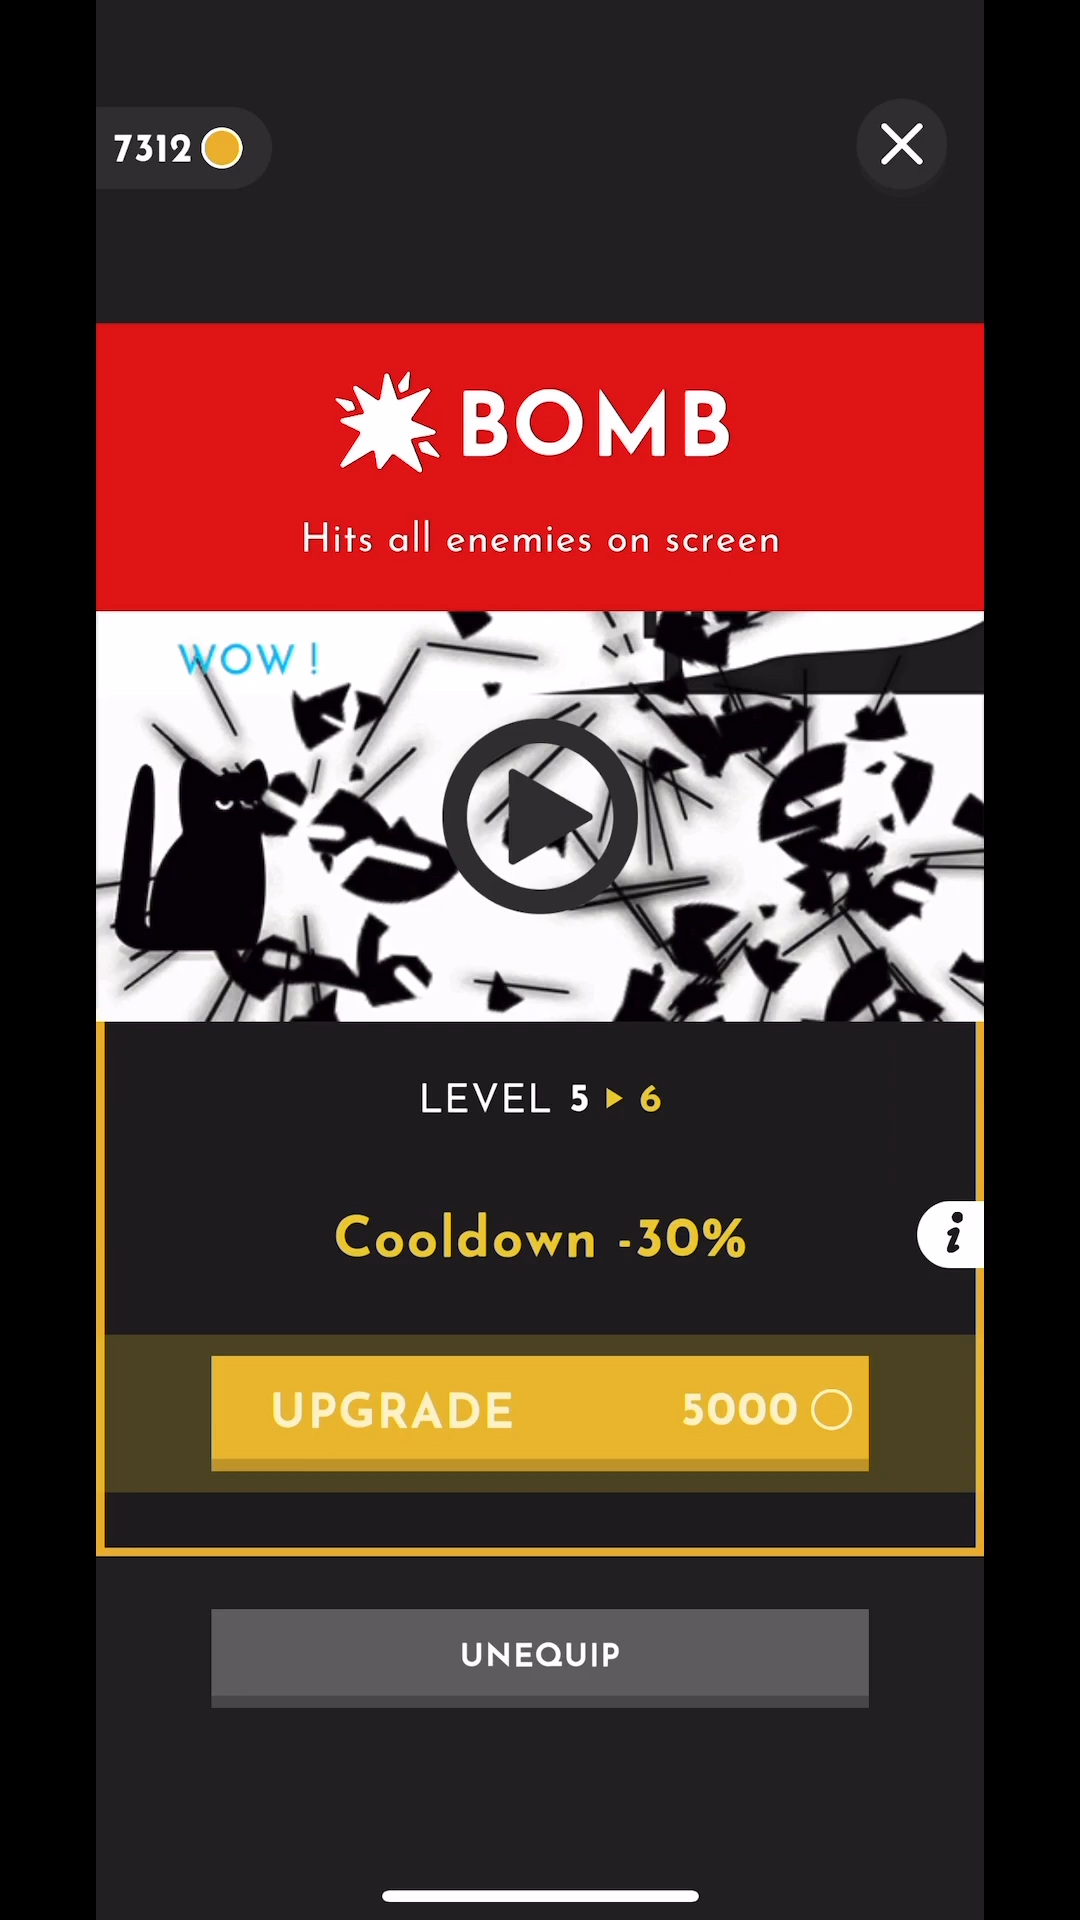 7312
BOMB
Hits all enemies on screen
WOW !
LEVEL 5 ▶ 6
Cooldown -30%
i
UPGRADE 5000
UNEQUIP